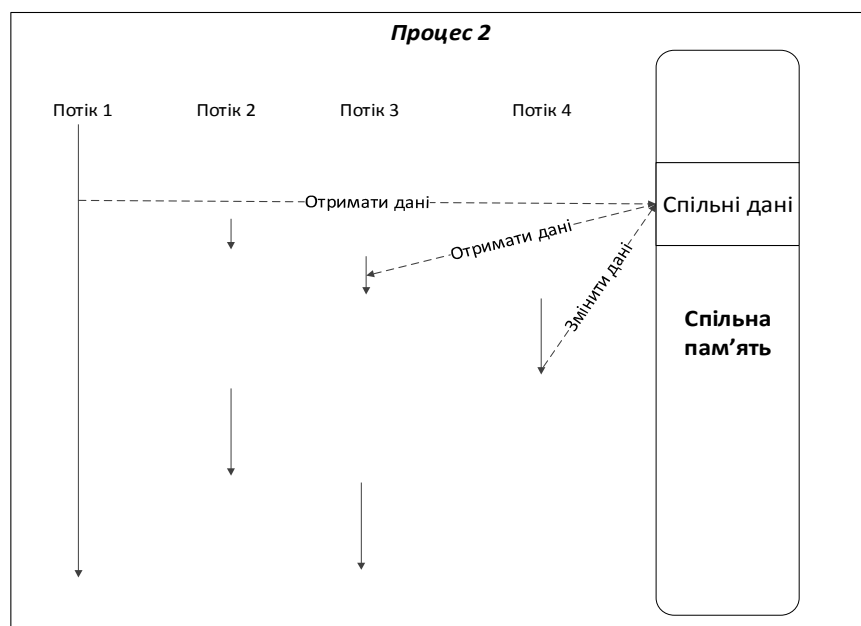 Процес 2
Потік 1
Потік 2
Потік 3
Потік 4
Отримати дані
Спільні дані
Отримати дані
Змінити дані
Спільна
пам’ять